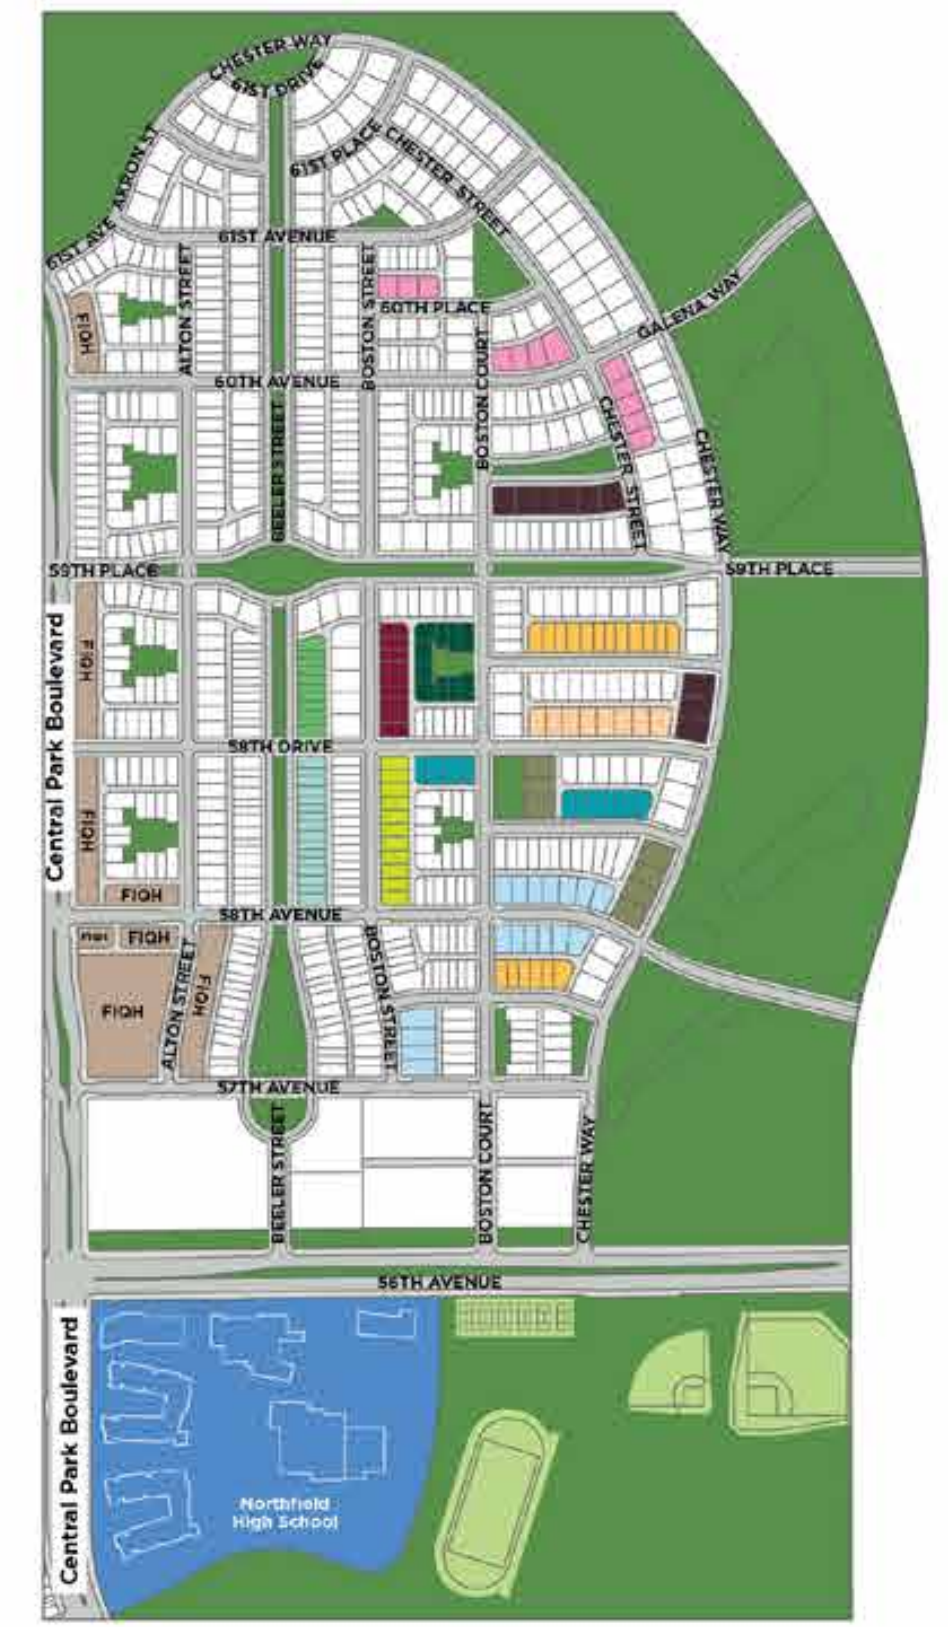 CHESTER WAY
61ST DRIVE
AKRON ST
61ST PLACE
CHESTER STREET
61ST AVE
61ST AVENUE
ALTON STREET
BOSTON STREET
GALENA WAY
60TH PLACE
FIQH
BOSTON COURT
60TH AVENUE
BEELER STREET
CHESTER STREET
CHESTER WAY
59TH PLACE
59TH PLACE
Central Park Boulevard
FIQH
58TH DRIVE
FIQH
FIQH
58TH AVENUE
FIQH
FIQH
ALTON STREET
FIQH
BOSTON STREET
FIQH
57TH AVENUE
BEELER STREET
BOSTON COURT
CHESTER WAY
56TH AVENUE
Central Park Boulevard
Northfield
High School